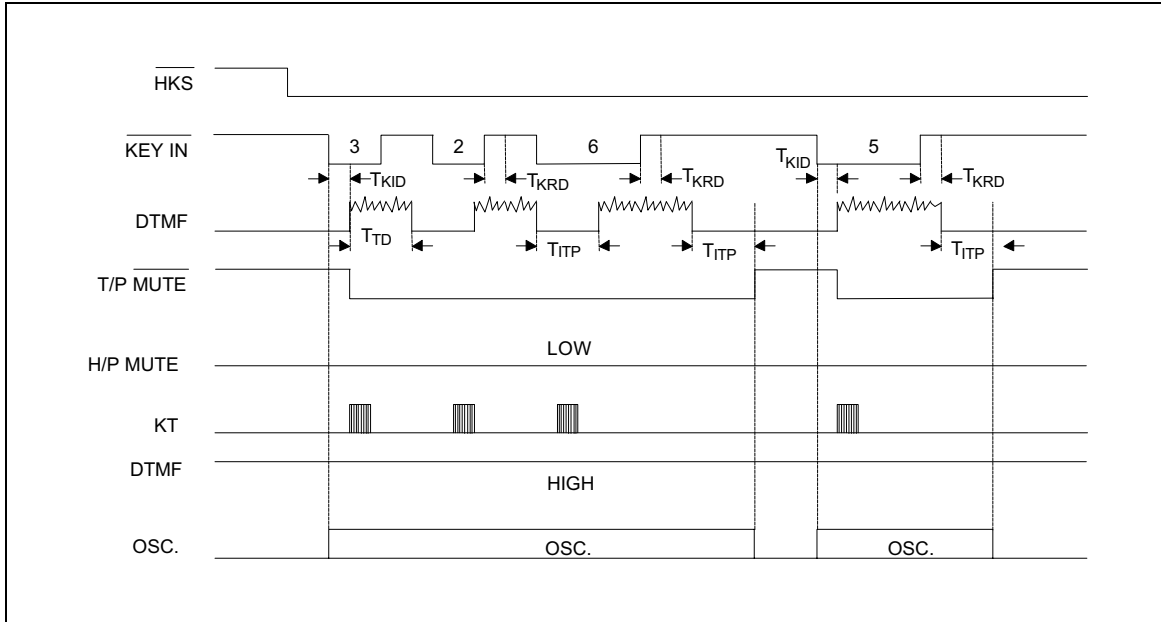 HKS
KEY IN
3
2
6
5
TKID
TKRD
TKRD
TKID
TKRD
DTMF
TTD
TITP
TITP
TITP
T/P MUTE
LOW
H/P MUTE
KT
DTMF
HIGH
OSC.
OSC.
OSC.